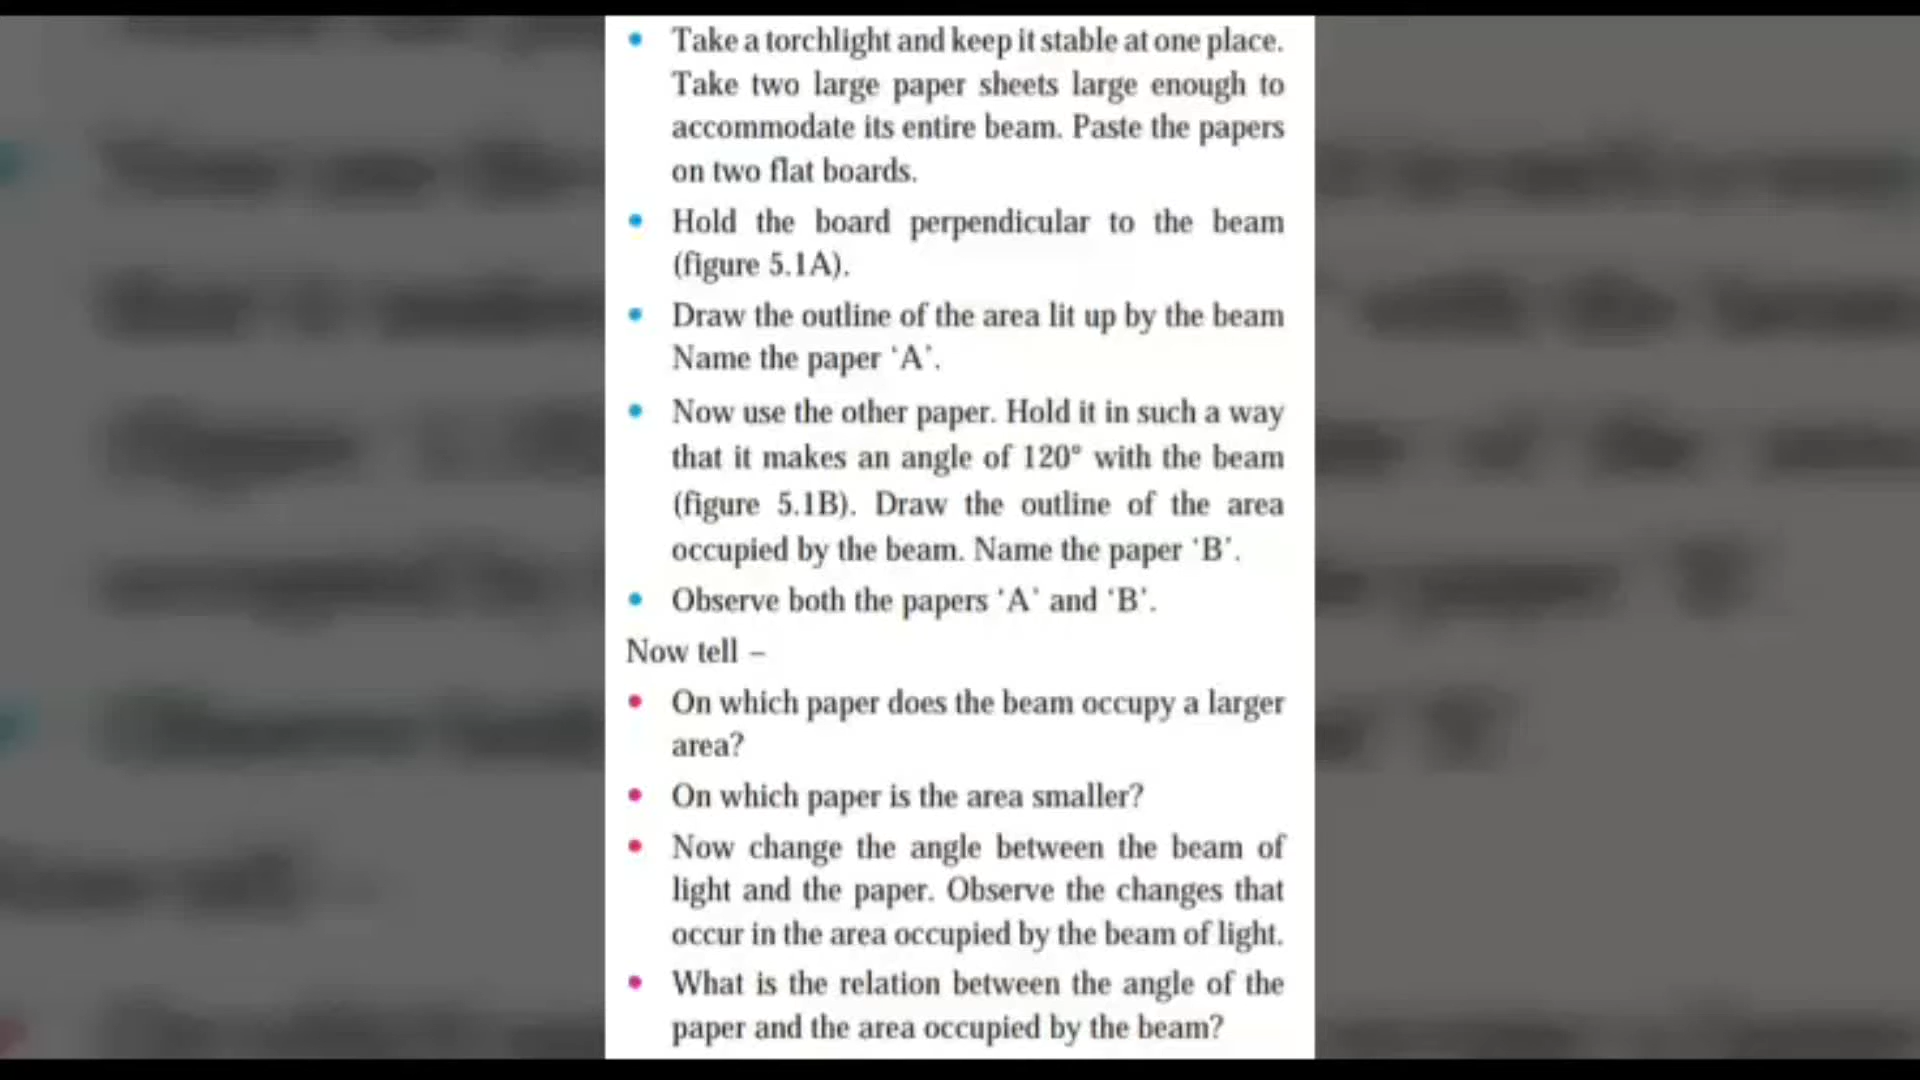 • Take a torchlight and keep it stable at one place.
Take two large paper sheets large enough to
accommodate its entire beam. Paste the papers
on two flat boards.
• Hold the board perpendicular to the beam
(figure 5.1A).
• Draw the outline of the area lit up by the beam
Name the paper ‘A’.
• Now use the other paper. Hold it in such a way
that it makes an angle of 120° with the beam
(figure 5.1B). Draw the outline of the area
occupied by the beam. Name the paper ‘B’.
• Observe both the papers ‘A’ and ‘B’.
Now tell –
• On which paper does the beam occupy a larger
area?
• On which paper is the area smaller?
• Now change the angle between the beam of
light and the paper. Observe the changes that
occur in the area occupied by the beam of light.
• What is the relation between the angle of the
paper and the area occupied by the beam?